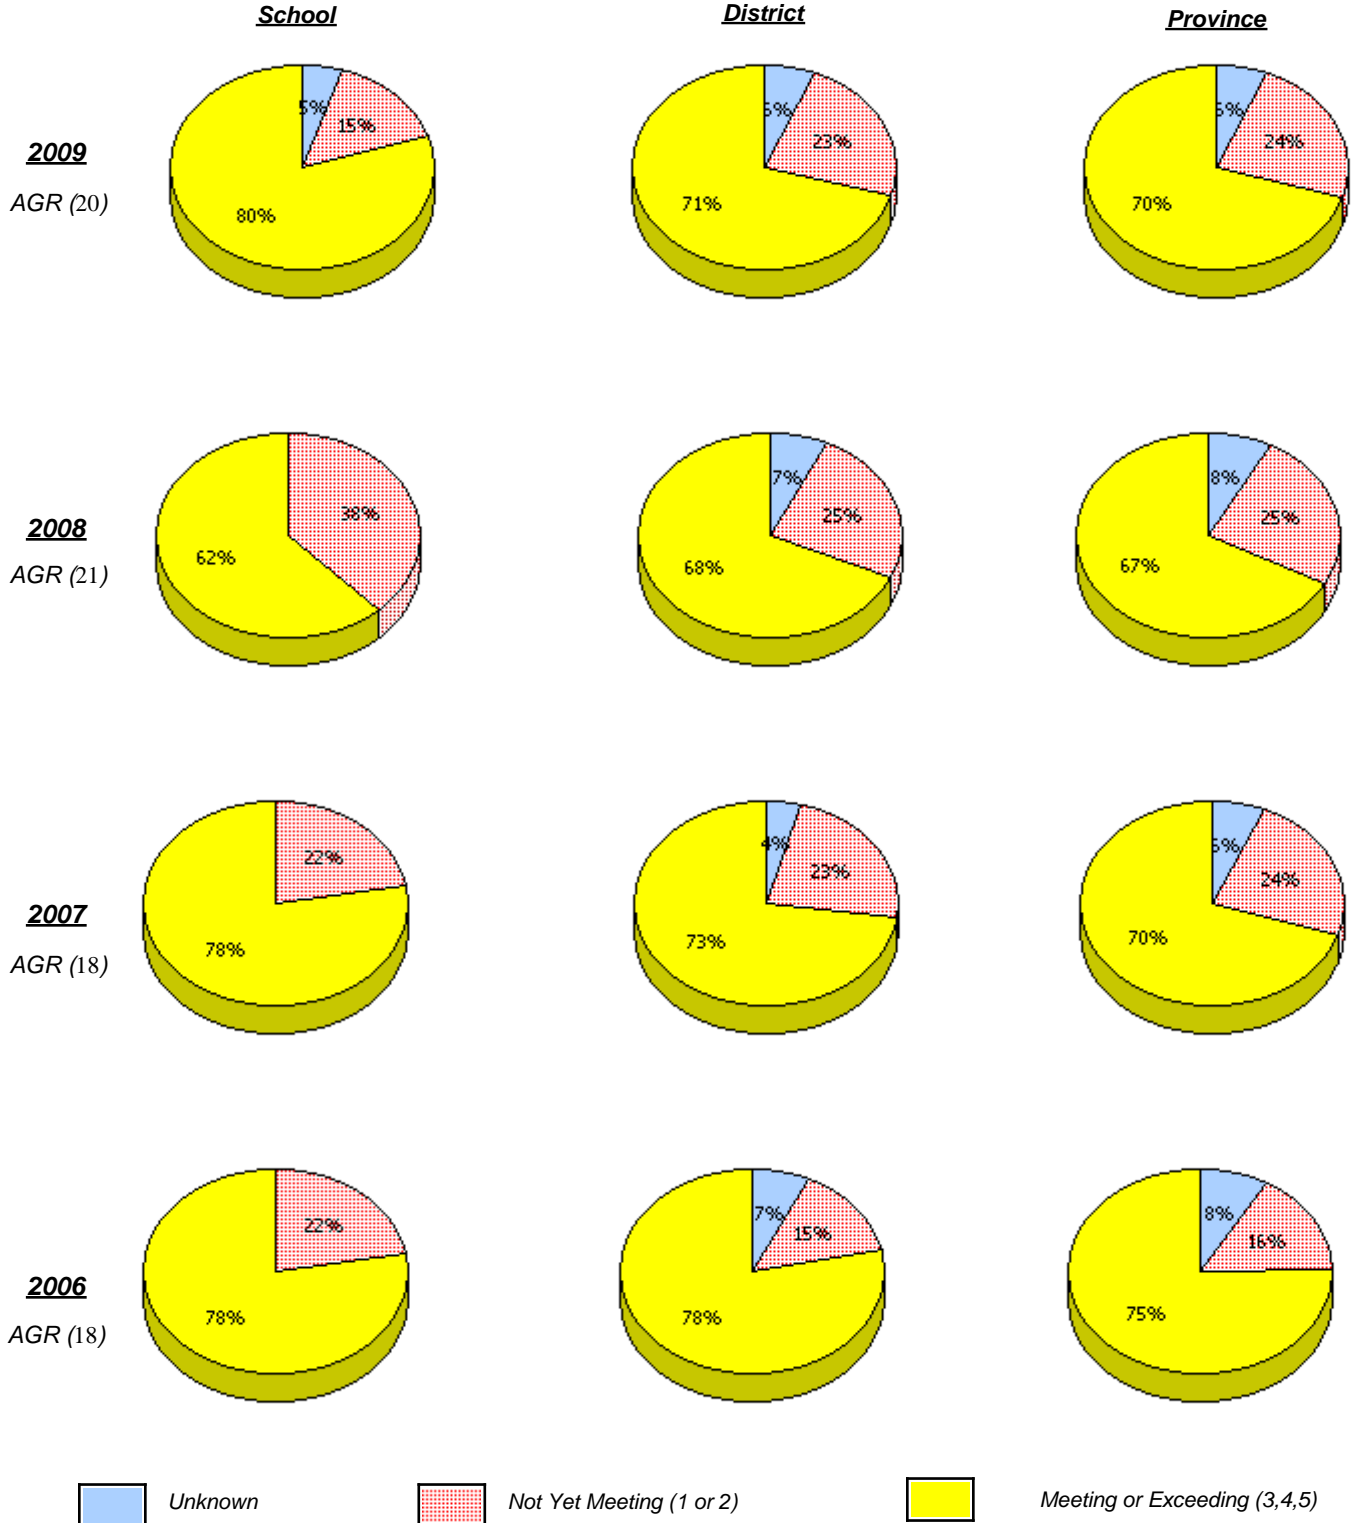 School District Province
2009
AGR (20)
5% 15% 80%
6% 23% 71%
6% 24% 70%
2008
AGR (21)
38% 62%
7% 25% 68%
8% 25% 67%
2007
AGR (18)
22% 78%
4% 23% 73%
6% 24% 70%
2006
AGR (18)
22% 78%
7% 15% 78%
8% 16% 75%
Unknown Not Yet Meeting (1 or 2) Meeting or Exceeding (3,4,5)